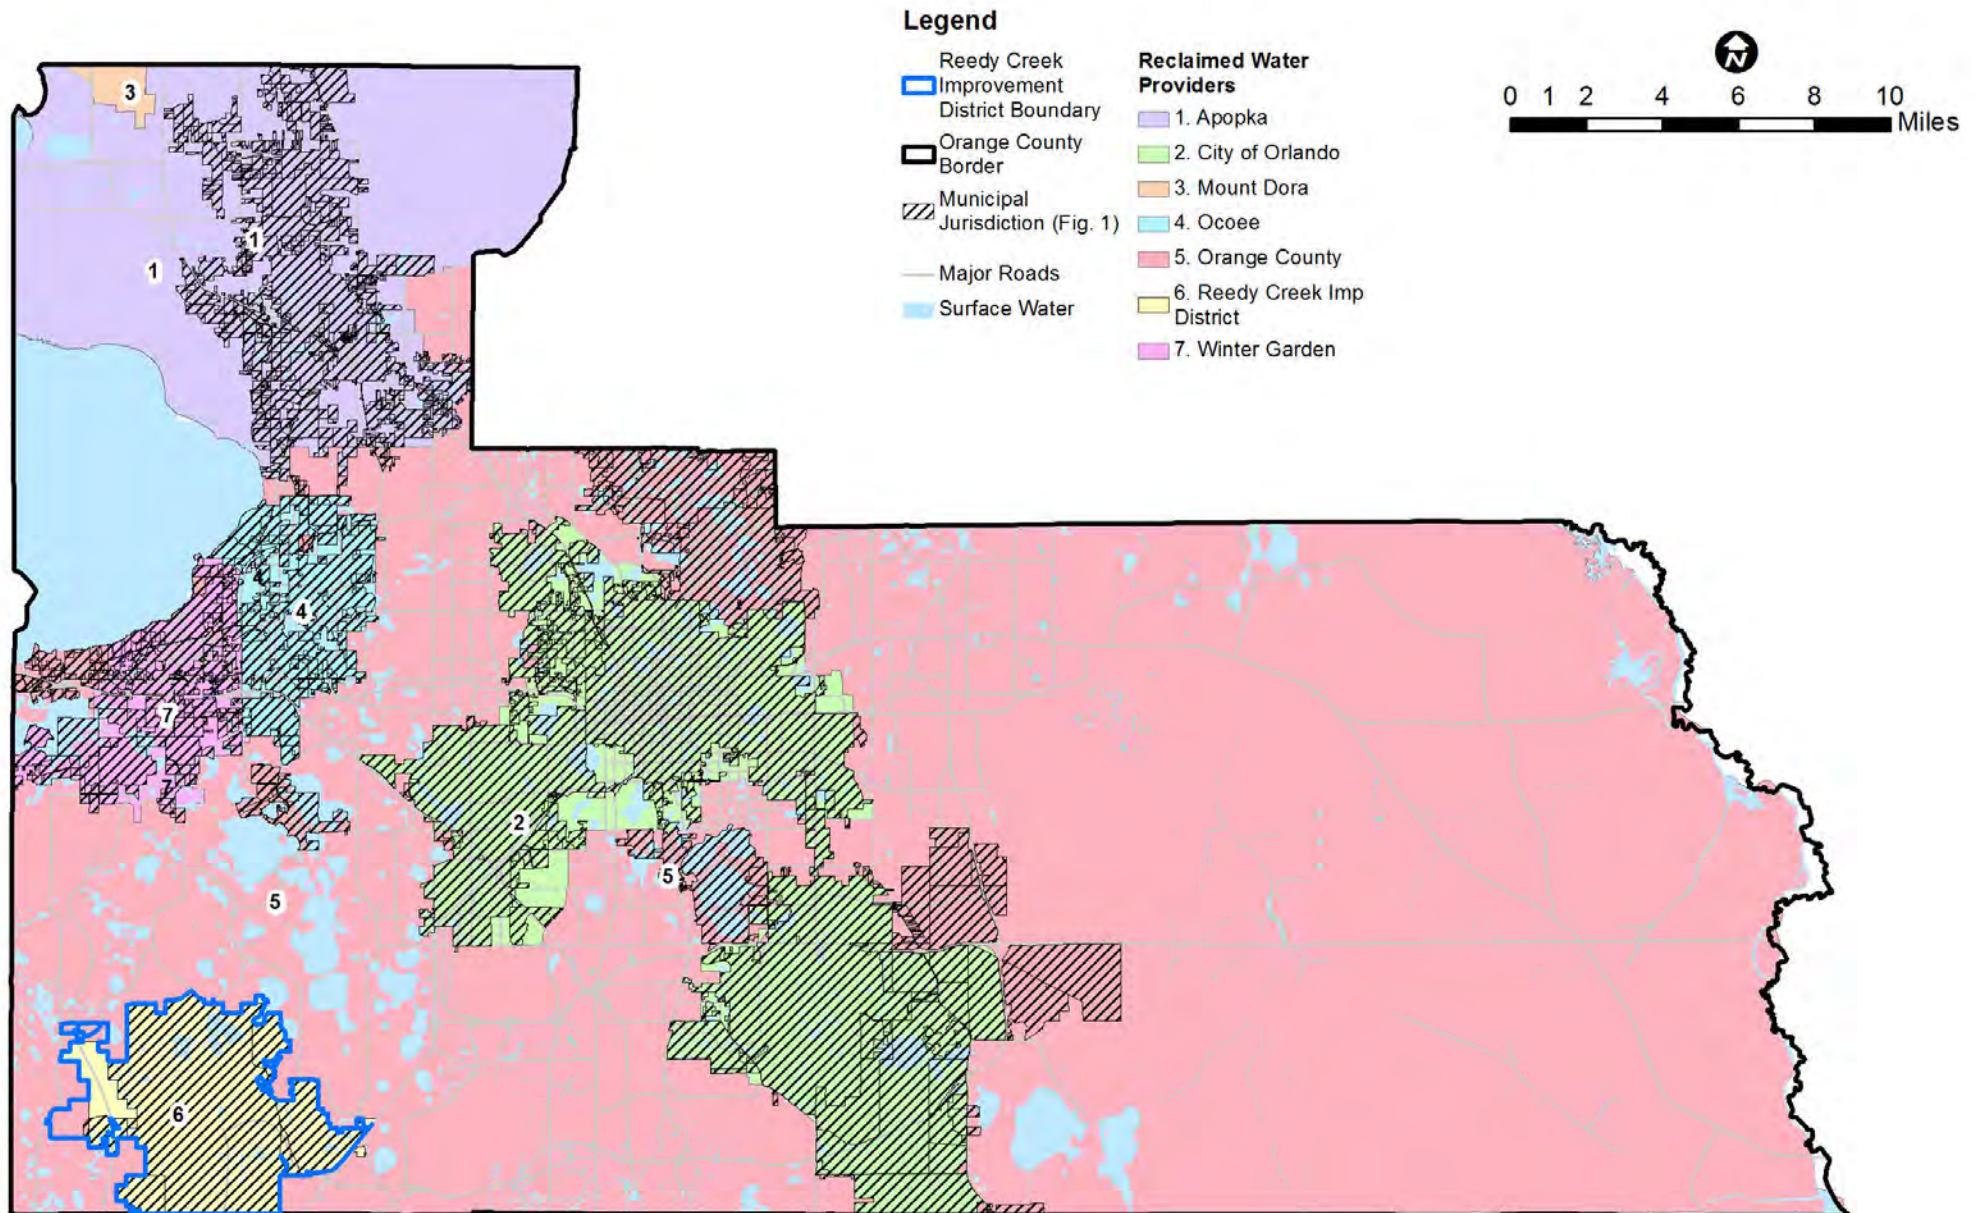 Legend
Reedy Creek
Improvement
District Boundary
Orange County
Border
Municipal
Jurisdiction (Fig. 1)
Major Roads
Surface Water
Reclaimed Water
Providers
1. Apopka
2. City of Orlando
3. Mount Dora
4. Ocoee
5. Orange County
6. Reedy Creek Imp
District
7. Winter Garden
N
0 1 2 4 6 8 10
Miles
3
1
1
4
4
7
2
5
5
6